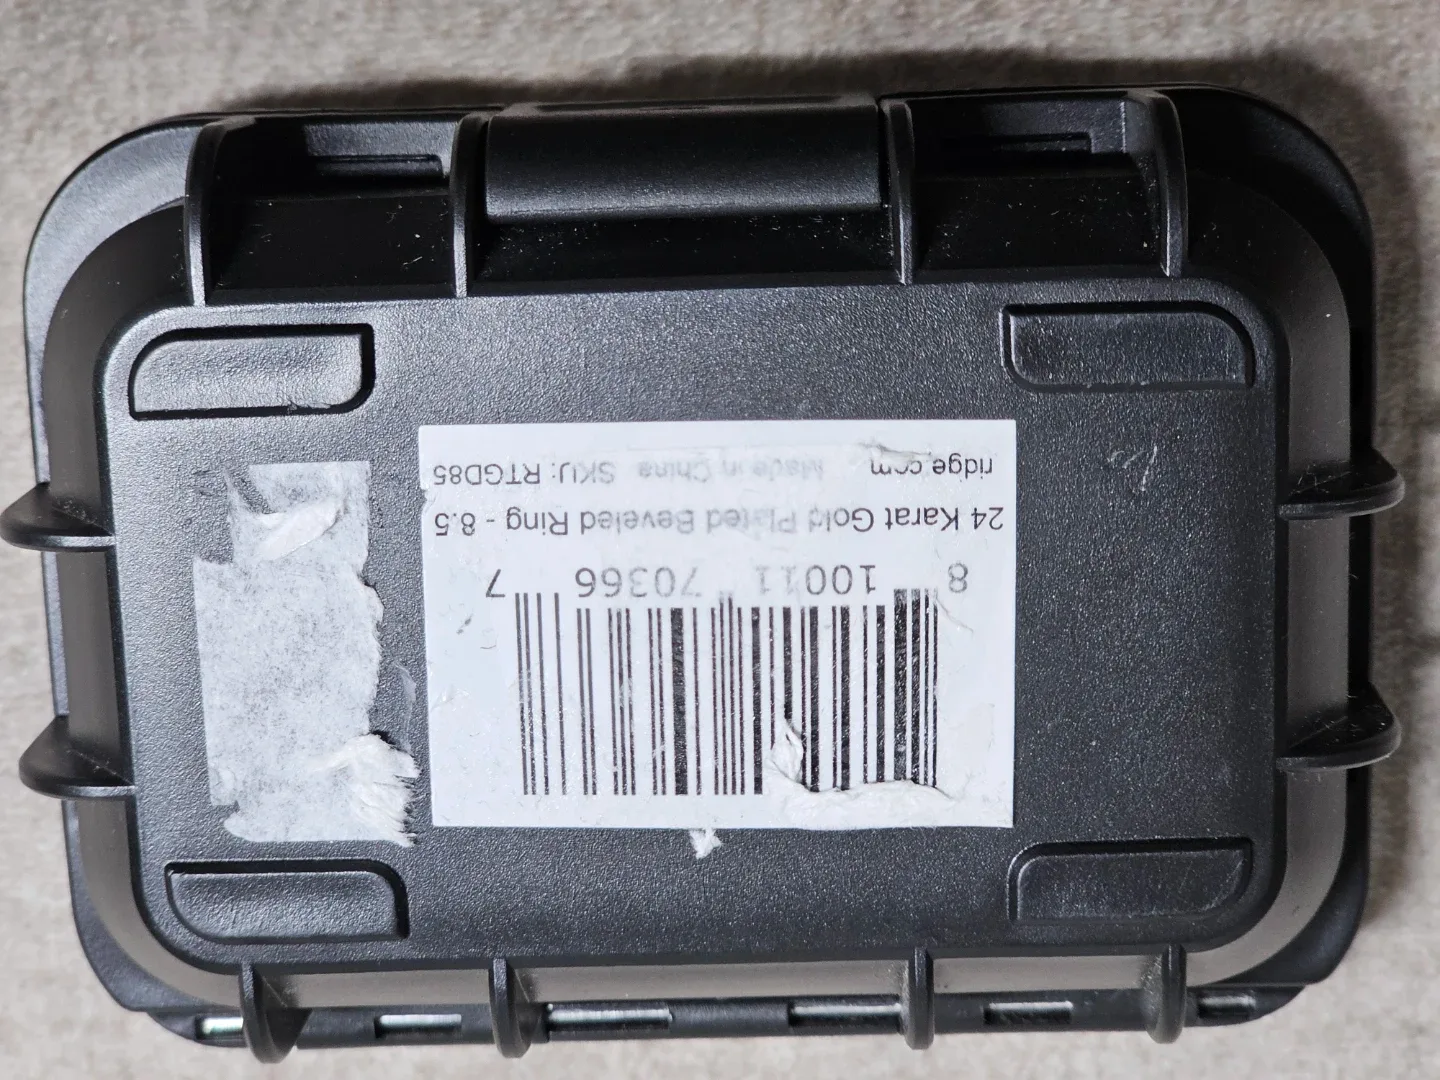 8 10011 70366 7
24 Karat Gold Plated Beveled Ring - 8.5
ridge.com Made in China SKU: RTGD85